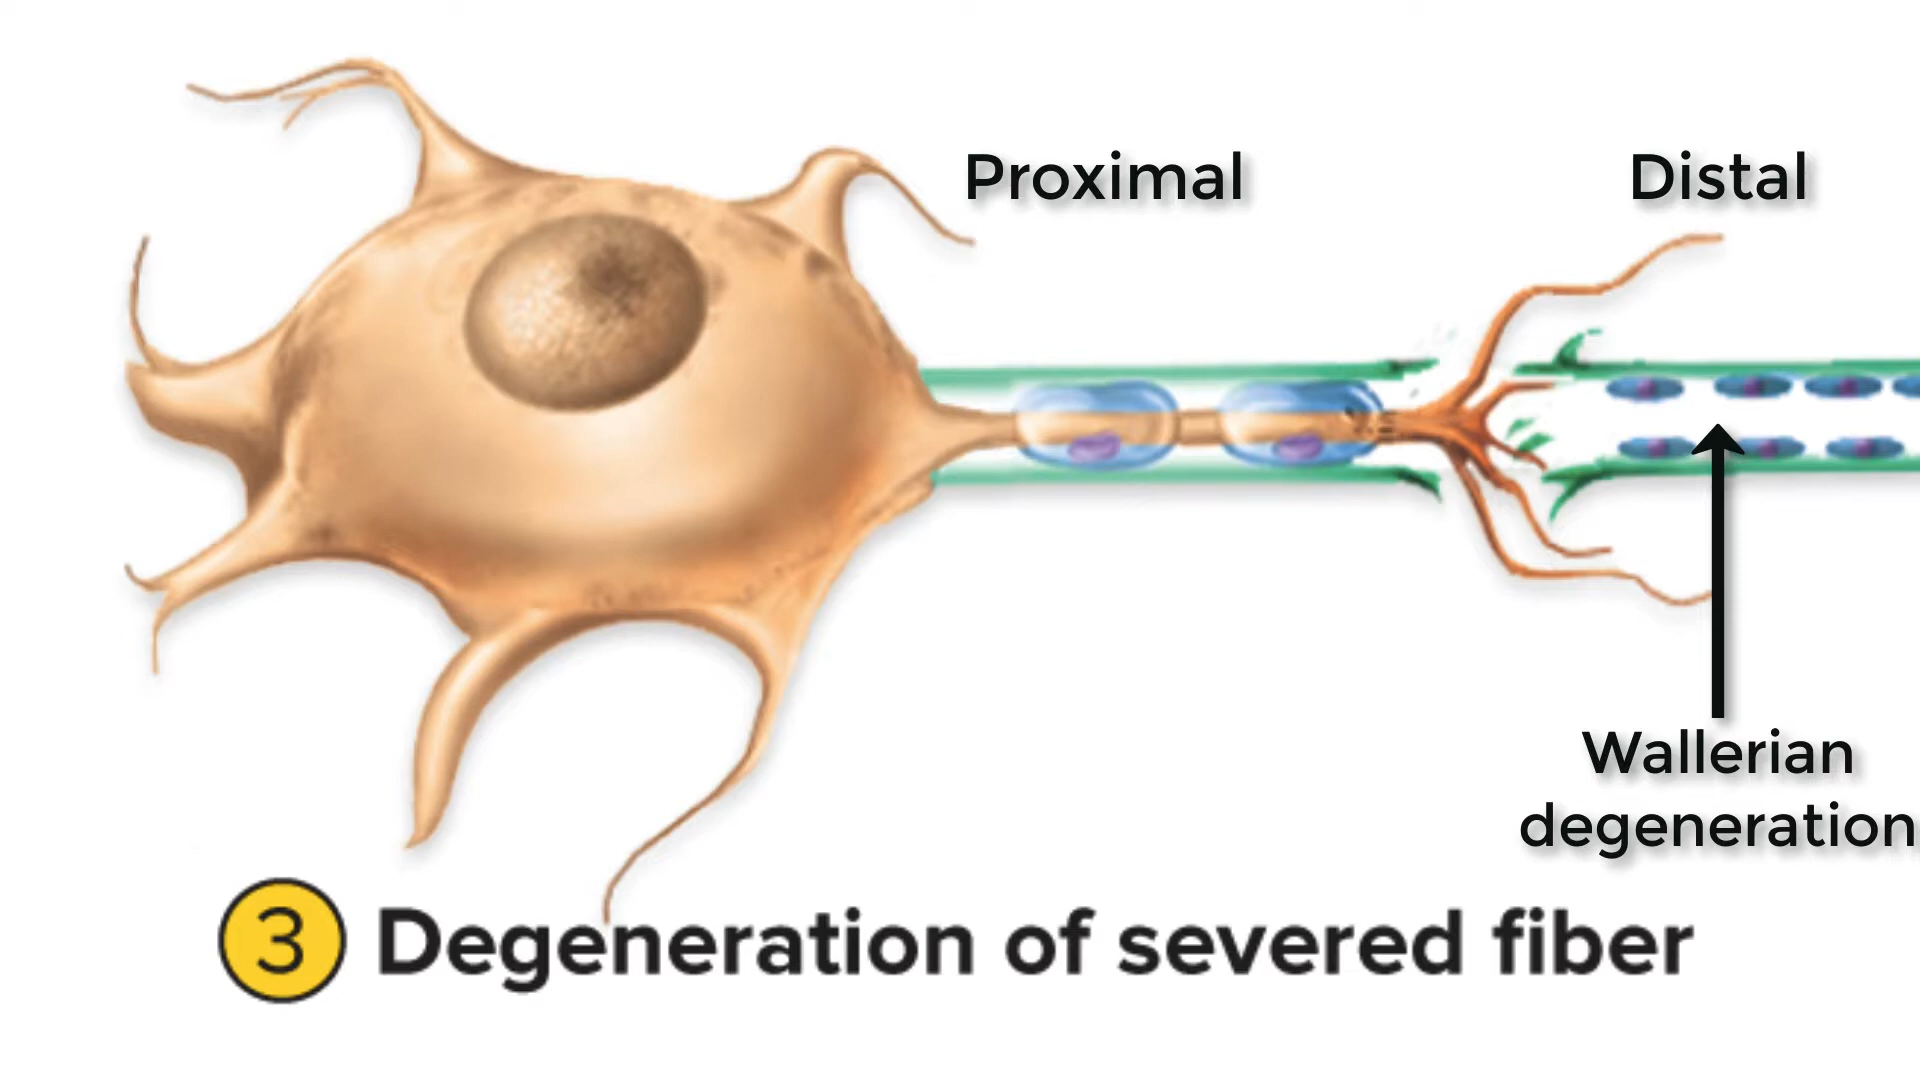 Proximal
Distal
Wallerian
degeneration
3 Degeneration of severed fiber